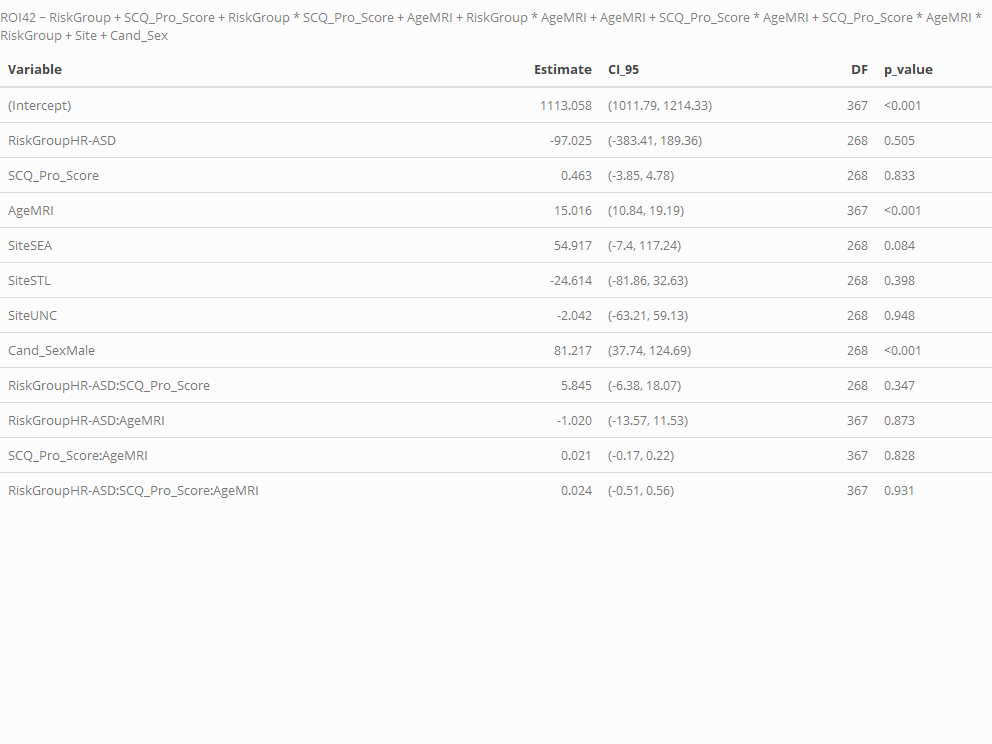 ROI42 ~ RiskGroup + SCQ_Pro_Score + RiskGroup * SCQ_Pro_Score + AgeMRI + RiskGroup * AgeMRI + AgeMRI + SCQ_Pro_Score * AgeMRI + SCQ_Pro_Score * AgeMRI *
RiskGroup + Site + Cand_Sex
Variable Estimate CI_95 DF p_value
(Intercept) 1113.058 (1011.79, 1214.33) 367 <0.001
RiskGroupHR-ASD -97.025 (-383.41, 189.36) 268 0.505
SCQ_Pro_Score 0.463 (-3.85, 4.78) 268 0.833
AgeMRI 15.016 (10.84, 19.19) 367 <0.001
SiteSEA 54.917 (-7.4, 117.24) 268 0.084
SiteSTL -24.614 (-81.86, 32.63) 268 0.398
SiteUNC -2.042 (-63.21, 59.13) 268 0.948
Cand_SexMale 81.217 (37.74, 124.69) 268 <0.001
RiskGroupHR-ASD:SCQ_Pro_Score 5.845 (-6.38, 18.07) 268 0.347
RiskGroupHR-ASD:AgeMRI -1.020 (-13.57, 11.53) 367 0.873
SCQ_Pro_Score:AgeMRI 0.021 (-0.17, 0.22) 367 0.828
RiskGroupHR-ASD:SCQ_Pro_Score:AgeMRI 0.024 (-0.51, 0.56) 367 0.931